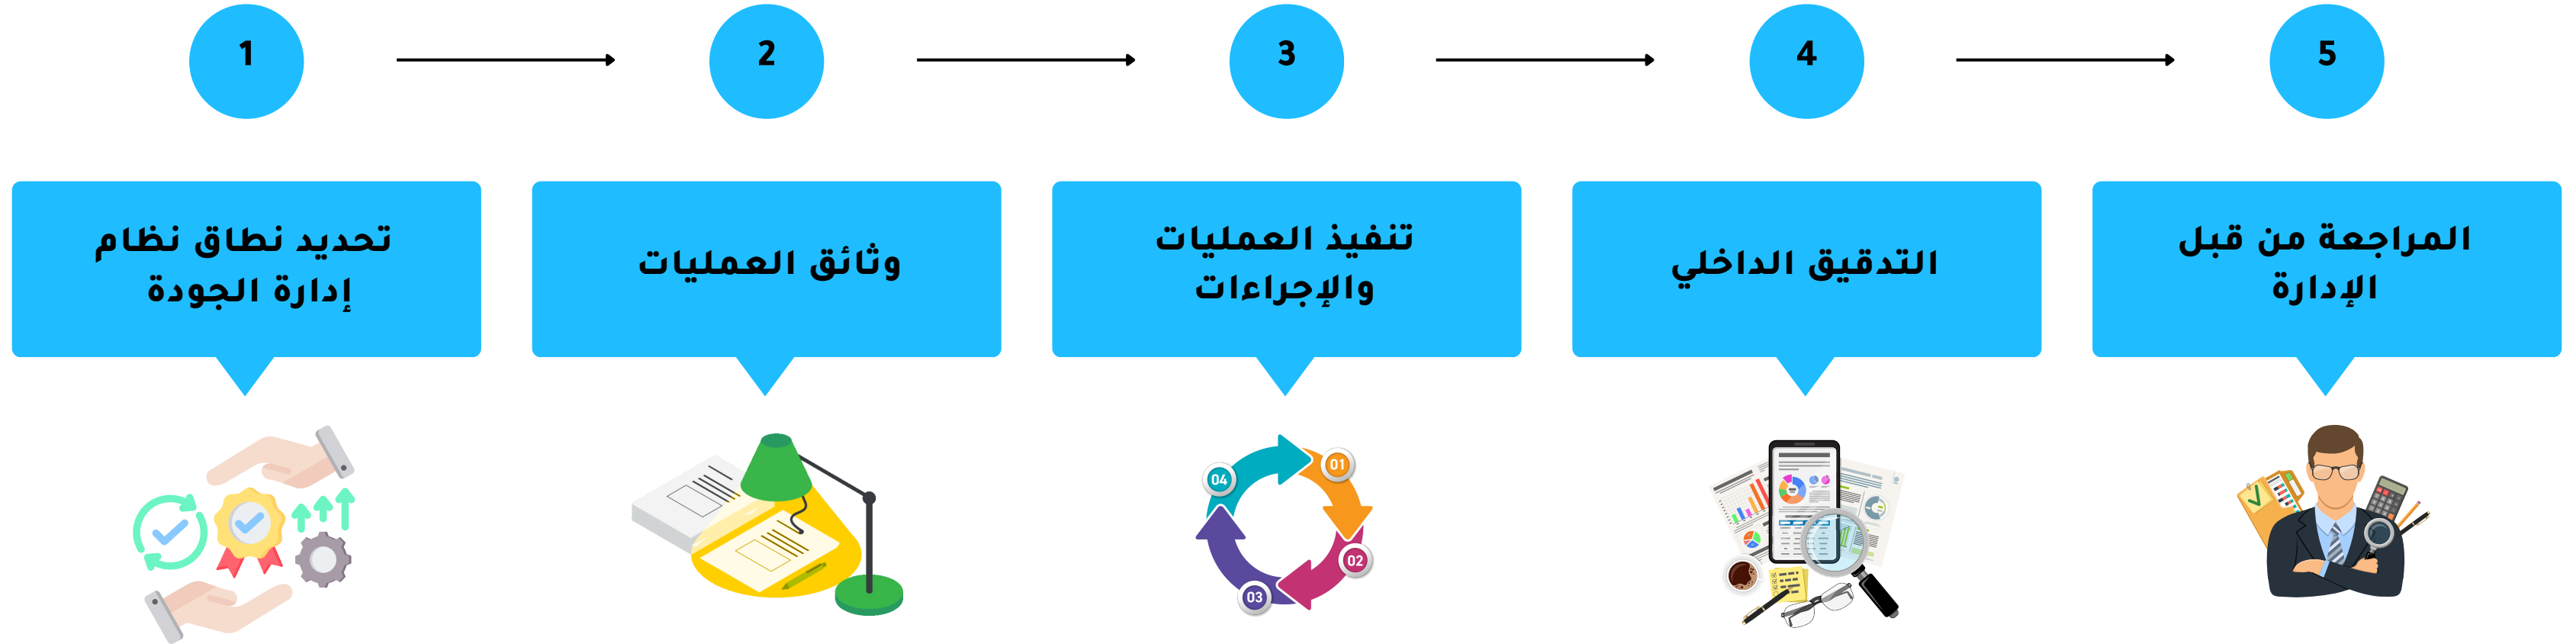 1
2
3
4
5
تحديد نطاق نظام
إدارة الجودة
وثائق العمليات
تنفيذ العمليات
والإجراءات
التدقيق الداخلي
المراجعة من قبل
الإدارة
01
02
03
04